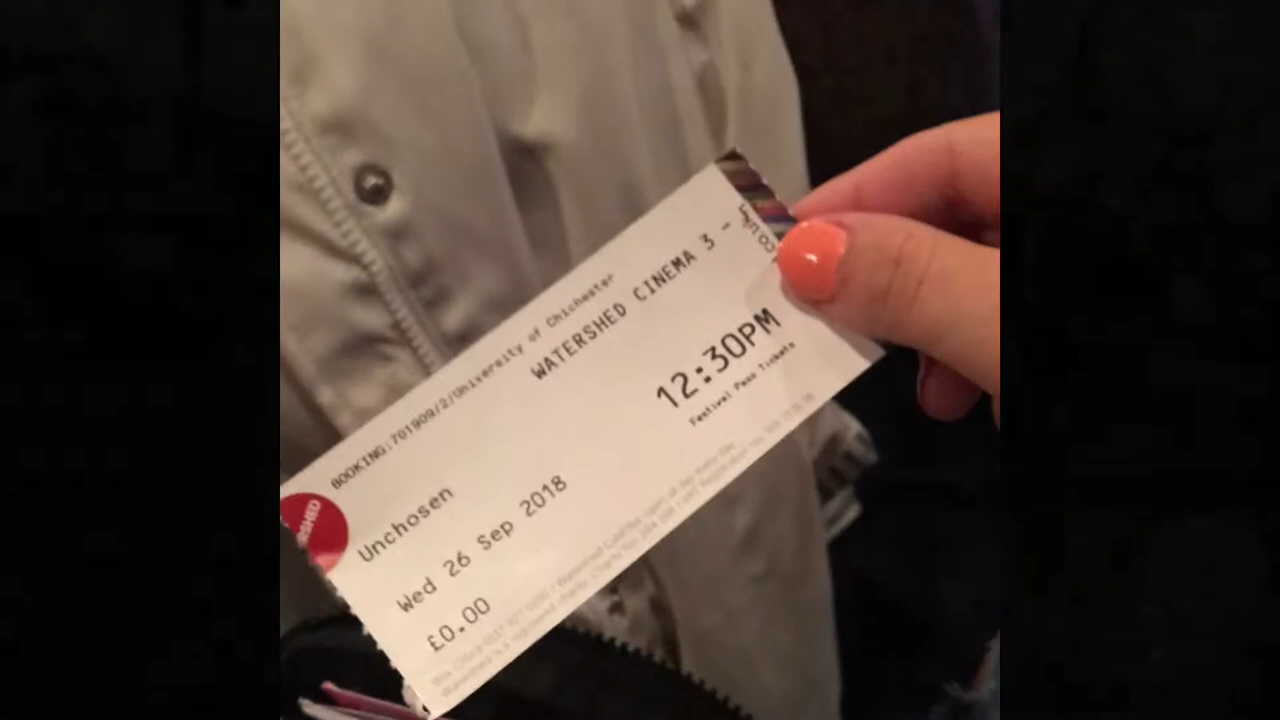 BOOKING:701909/2/University of Chichester
WATERSHED CINEMA 3 -
12:30PM
Festival Pass Tickets
Unchosen
Wed 26 Sep 2018
£0.00